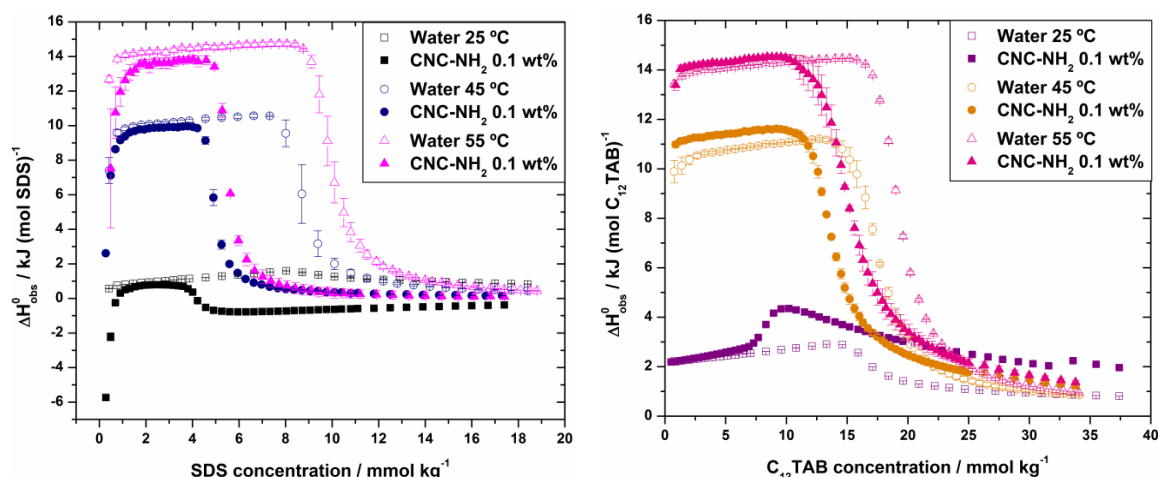 16
14
12
10
8
6
4
2
0
-2
-4
-6
ΔH⁰obs / kJ (mol SDS)⁻¹
Water 25 ºC
CNC-NH₂ 0.1 wt%
Water 45 ºC
CNC-NH₂ 0.1 wt%
Water 55 ºC
CNC-NH₂ 0.1 wt%
0 2 4 6 8 10 12 14 16 18 20
SDS concentration / mmol kg⁻¹
16
14
12
10
8
6
4
2
0
ΔH⁰obs / kJ (mol C₁₂TAB)⁻¹
Water 25 ºC
CNC-NH₂ 0.1 wt%
Water 45 ºC
CNC-NH₂ 0.1 wt%
Water 55 ºC
CNC-NH₂ 0.1 wt%
0 5 10 15 20 25 30 35 40
C₁₂TAB concentration / mmol kg⁻¹